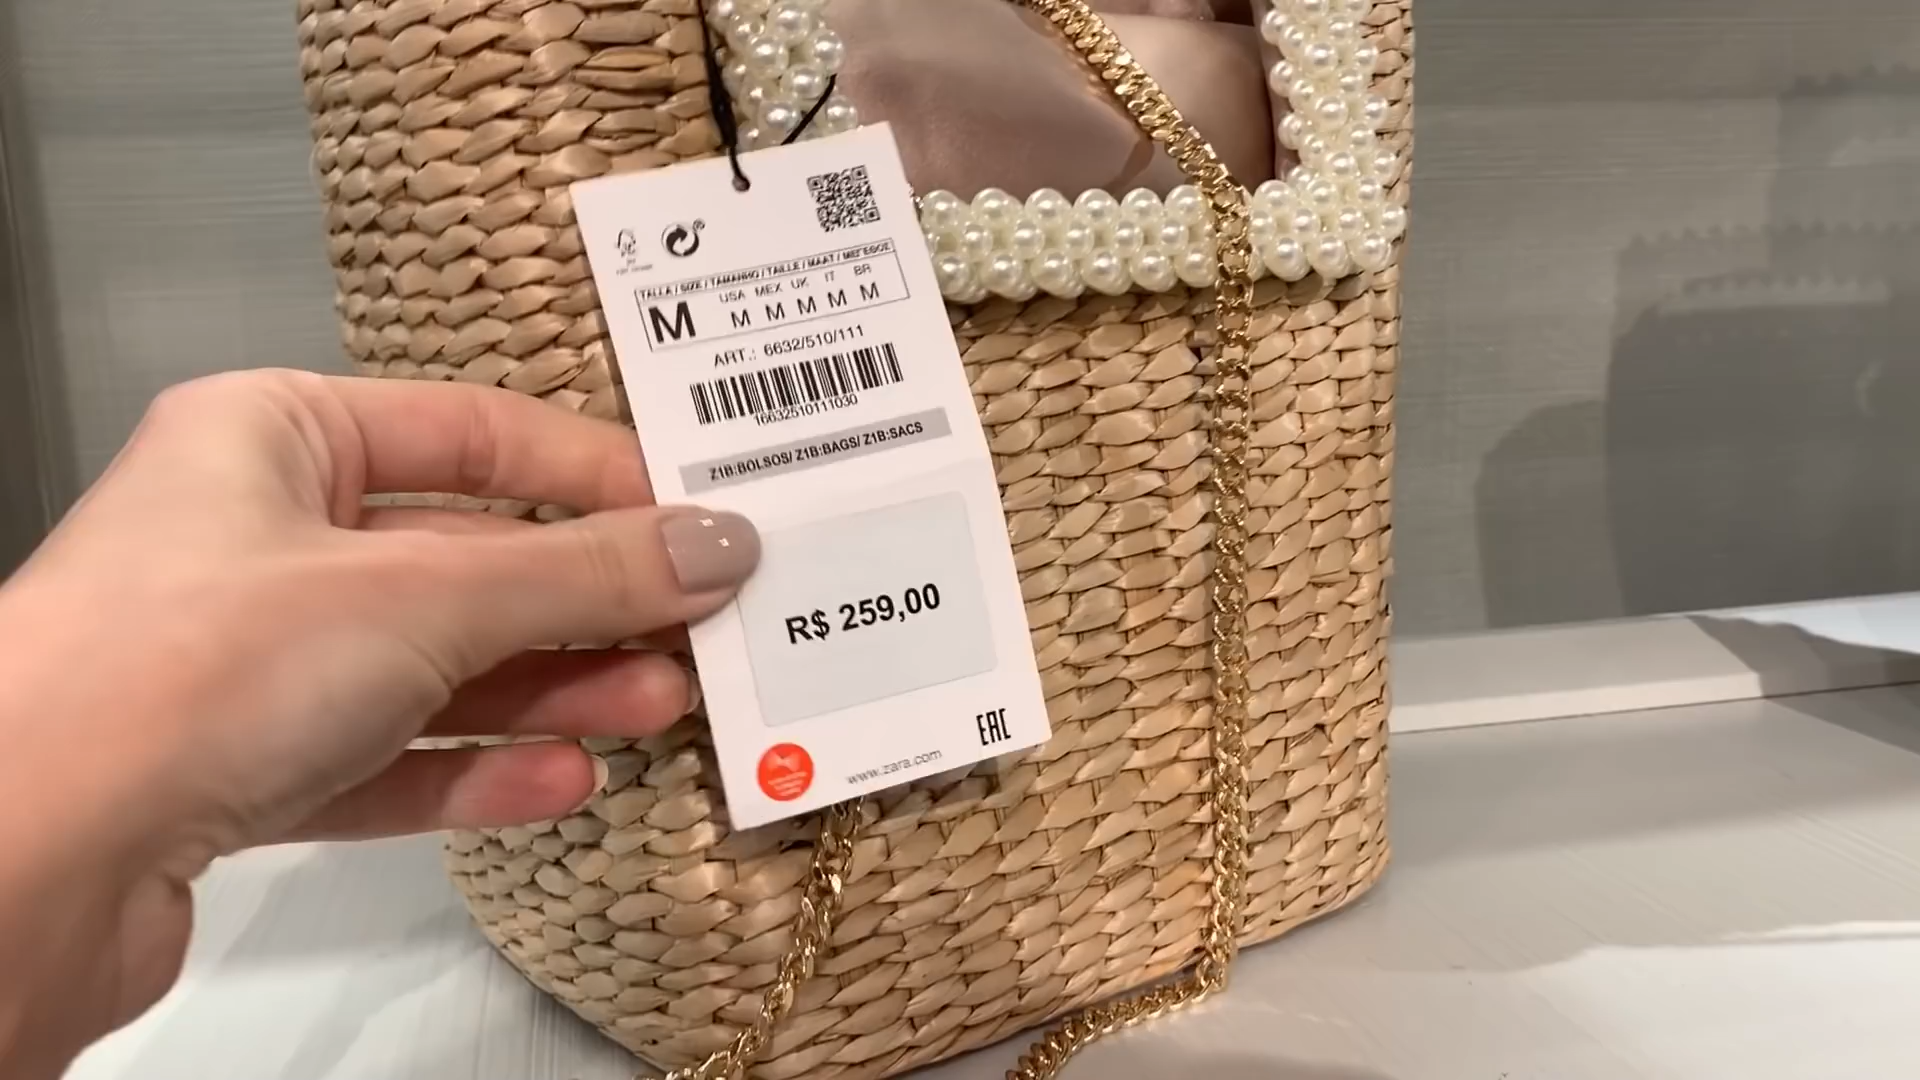 TALLA / SIZE / TAMANHO / TAILLE / MAAT /
M
USA MEX UK IT BR
M M M M M
ART.: 6632/510/111
16632510111030
Z1B:BOLSOS/ Z1B:BAGS/ Z1B:SACS
R$ 259,00
EAC
www.zara.com